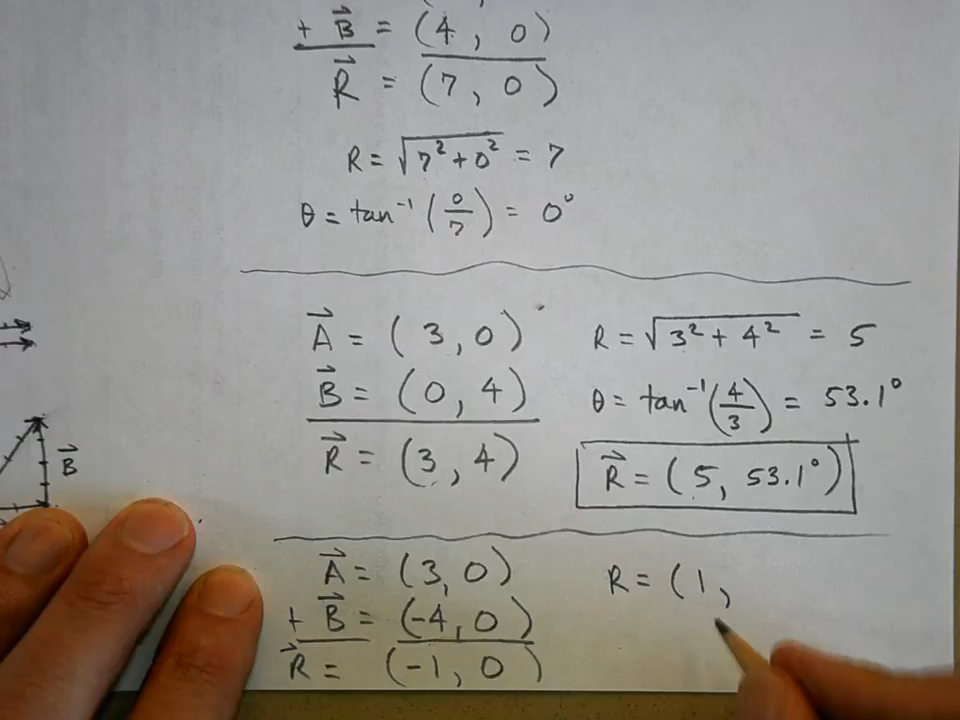 + B⃗ = (4, 0)
R⃗ = (7, 0)
R = √7² + 0² = 7
θ = tan⁻¹ (0/7) = 0°
A⃗ = (3, 0)
B⃗ = (0, 4)
R⃗ = (3, 4)
R = √3² + 4² = 5
θ = tan⁻¹ (4/3) = 53.1°
R⃗ = (5, 53.1°)
B⃗
A⃗ = (3, 0)
+ B⃗ = (-4, 0)
R⃗ = (-1, 0)
R = (1,